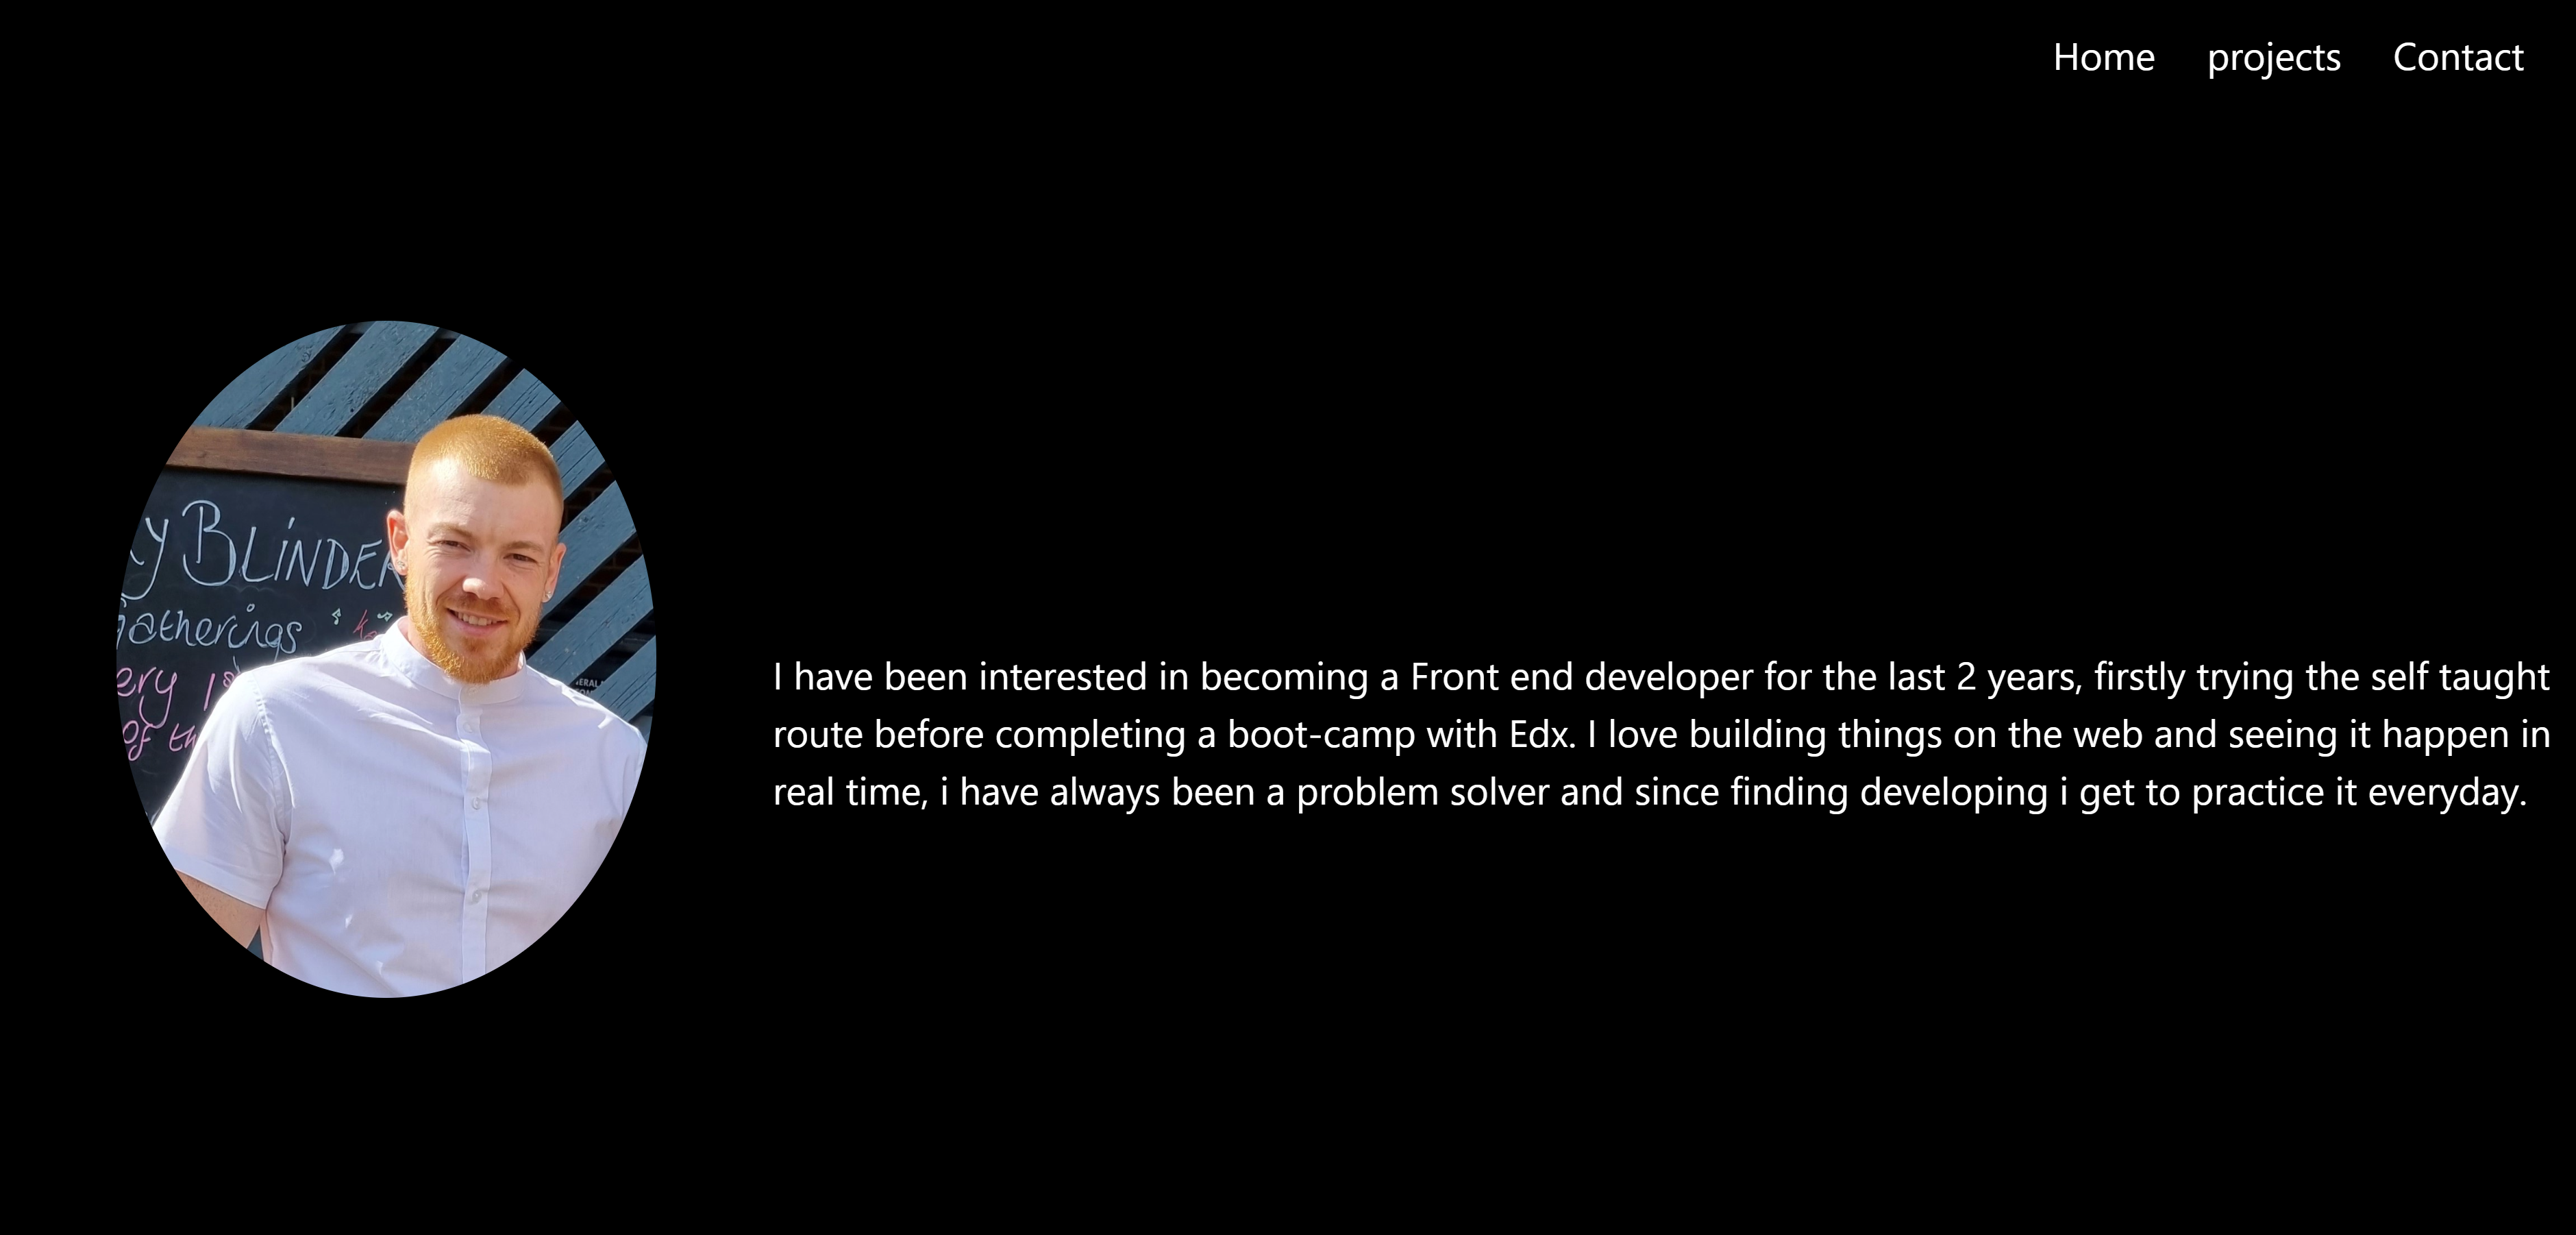 Home projects Contact
BLINDER
gatherings
ery 1st
of th
I have been interested in becoming a Front end developer for the last 2 years, firstly trying the self taught
route before completing a boot-camp with Edx. I love building things on the web and seeing it happen in
real time, i have always been a problem solver and since finding developing i get to practice it everyday.